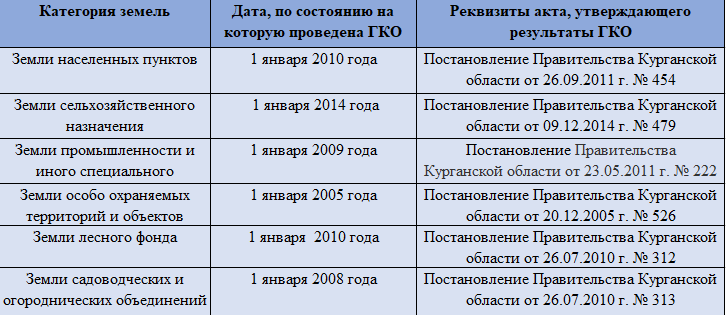 Категория земель
Дата, по состоянию на
которую проведена ГКО
Реквизиты акта, утверждающего
результаты ГКО
Земли населенных пунктов
1 января 2010 года
Постановление Правительства Курганской
области от 26.09.2011 г. № 454
Земли сельхозяйственного
назначения
1 января 2014 года
Постановление Правительства Курганской
области от 09.12.2014 г. № 479
Земли промышленности и
иного специального
1 января 2009 года
Постановление Правительства
Курганской области от 23.05.2011 г. № 222
Земли особо охраняемых
территорий и объектов
1 января 2005 года
Постановление Правительства Курганской
области от 20.12.2005 г. № 526
Земли лесного фонда
1 января 2010 года
Постановление Правительства Курганской
области от 26.07.2010 г. № 312
Земли садоводческих и
огороднических объединений
1 января 2008 года
Постановление Правительства Курганской
области от 26.07.2010 г. № 313